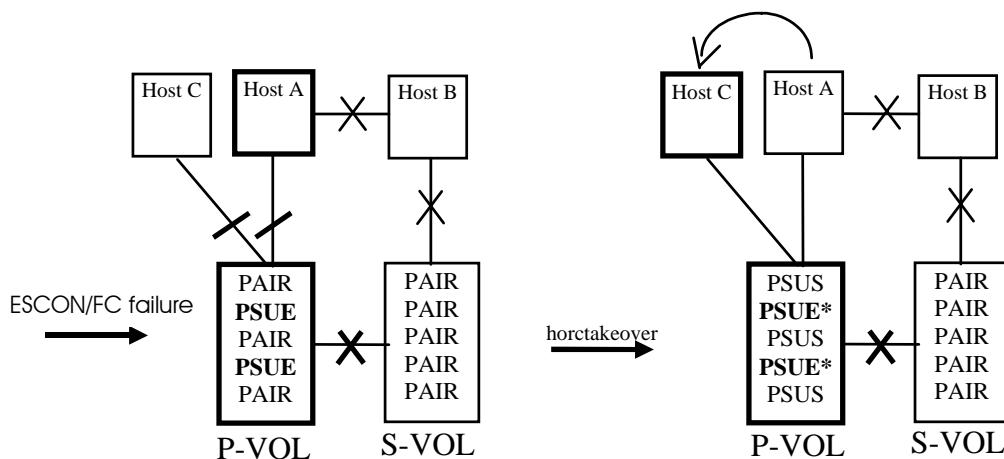 Host C
Host A
Host B
ESCON/FC failure
PAIR
PSUE
PAIR
PSUE
PAIR
P-VOL
PAIR
PAIR
PAIR
PAIR
PAIR
S-VOL
horctakeover
Host C
Host A
Host B
PSUS
PSUE*
PSUS
PSUE*
PSUS
P-VOL
PAIR
PAIR
PAIR
PAIR
PAIR
S-VOL